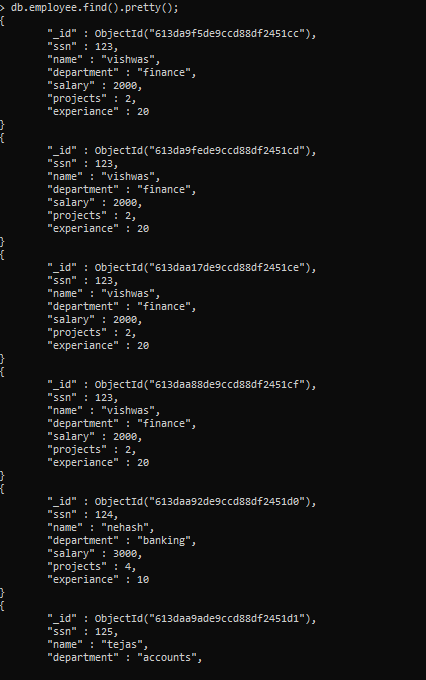 > db.employee.find().pretty();
{
"_id" : ObjectId("613da9f5de9ccd88df2451cc"),
"ssn" : 123,
"name" : "vishwas",
"department" : "finance",
"salary" : 2000,
"projects" : 2,
"experiance" : 20
}
{
"_id" : ObjectId("613da9fede9ccd88df2451cd"),
"ssn" : 123,
"name" : "vishwas",
"department" : "finance",
"salary" : 2000,
"projects" : 2,
"experiance" : 20
}
{
"_id" : ObjectId("613daa17de9ccd88df2451ce"),
"ssn" : 123,
"name" : "vishwas",
"department" : "finance",
"salary" : 2000,
"projects" : 2,
"experiance" : 20
}
{
"_id" : ObjectId("613daa88de9ccd88df2451cf"),
"ssn" : 123,
"name" : "vishwas",
"department" : "finance",
"salary" : 2000,
"projects" : 2,
"experiance" : 20
}
{
"_id" : ObjectId("613daa92de9ccd88df2451d0"),
"ssn" : 124,
"name" : "nehash",
"department" : "banking",
"salary" : 3000,
"projects" : 4,
"experiance" : 10
}
{
"_id" : ObjectId("613daa9ade9ccd88df2451d1"),
"ssn" : 125,
"name" : "tejas",
"department" : "accounts",